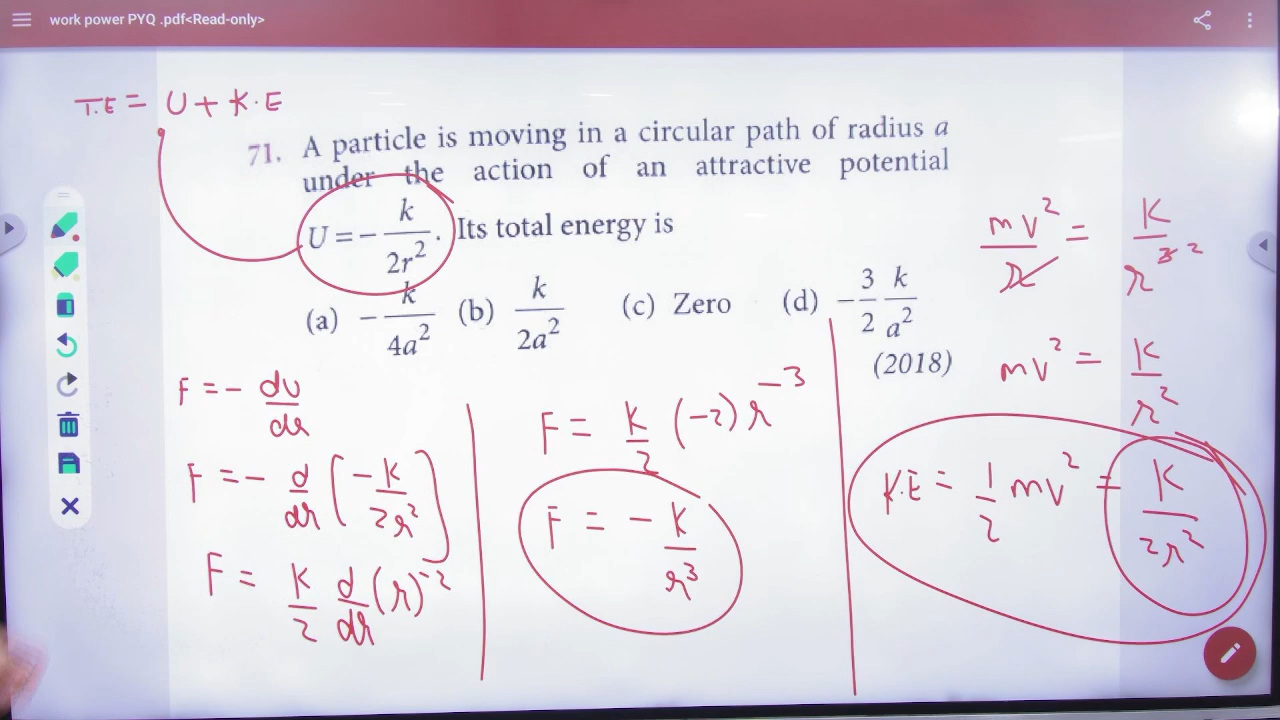 work power PYQ .pdf<Read-only>
T.E = U + K.E
71. A particle is moving in a circular path of radius a
under the action of an attractive potential
U = - k/2r². Its total energy is
(a) - k/4a² (b) k/2a² (c) Zero (d) - 3/2 k/a²
(2018)
F = - du/dr
F = - d/dr (-k/2r²)
F = k/2 d/dr (r)⁻²
F = k/2 (-2) r⁻³
F = - k/r³
mv²/r = k/r³ ²
mv² = k/r²
K.E = 1/2 mv² = k/2r²